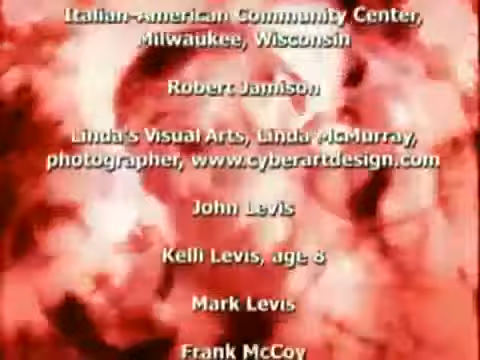 Italian-American Community Center,
Milwaukee, Wisconsin
Robert Jamison
Linda's Visual Arts, Linda McMurray,
photographer, www.cyberartdesign.com
John Levis
Kelli Levis, age 8
Mark Levis
Frank McCoy